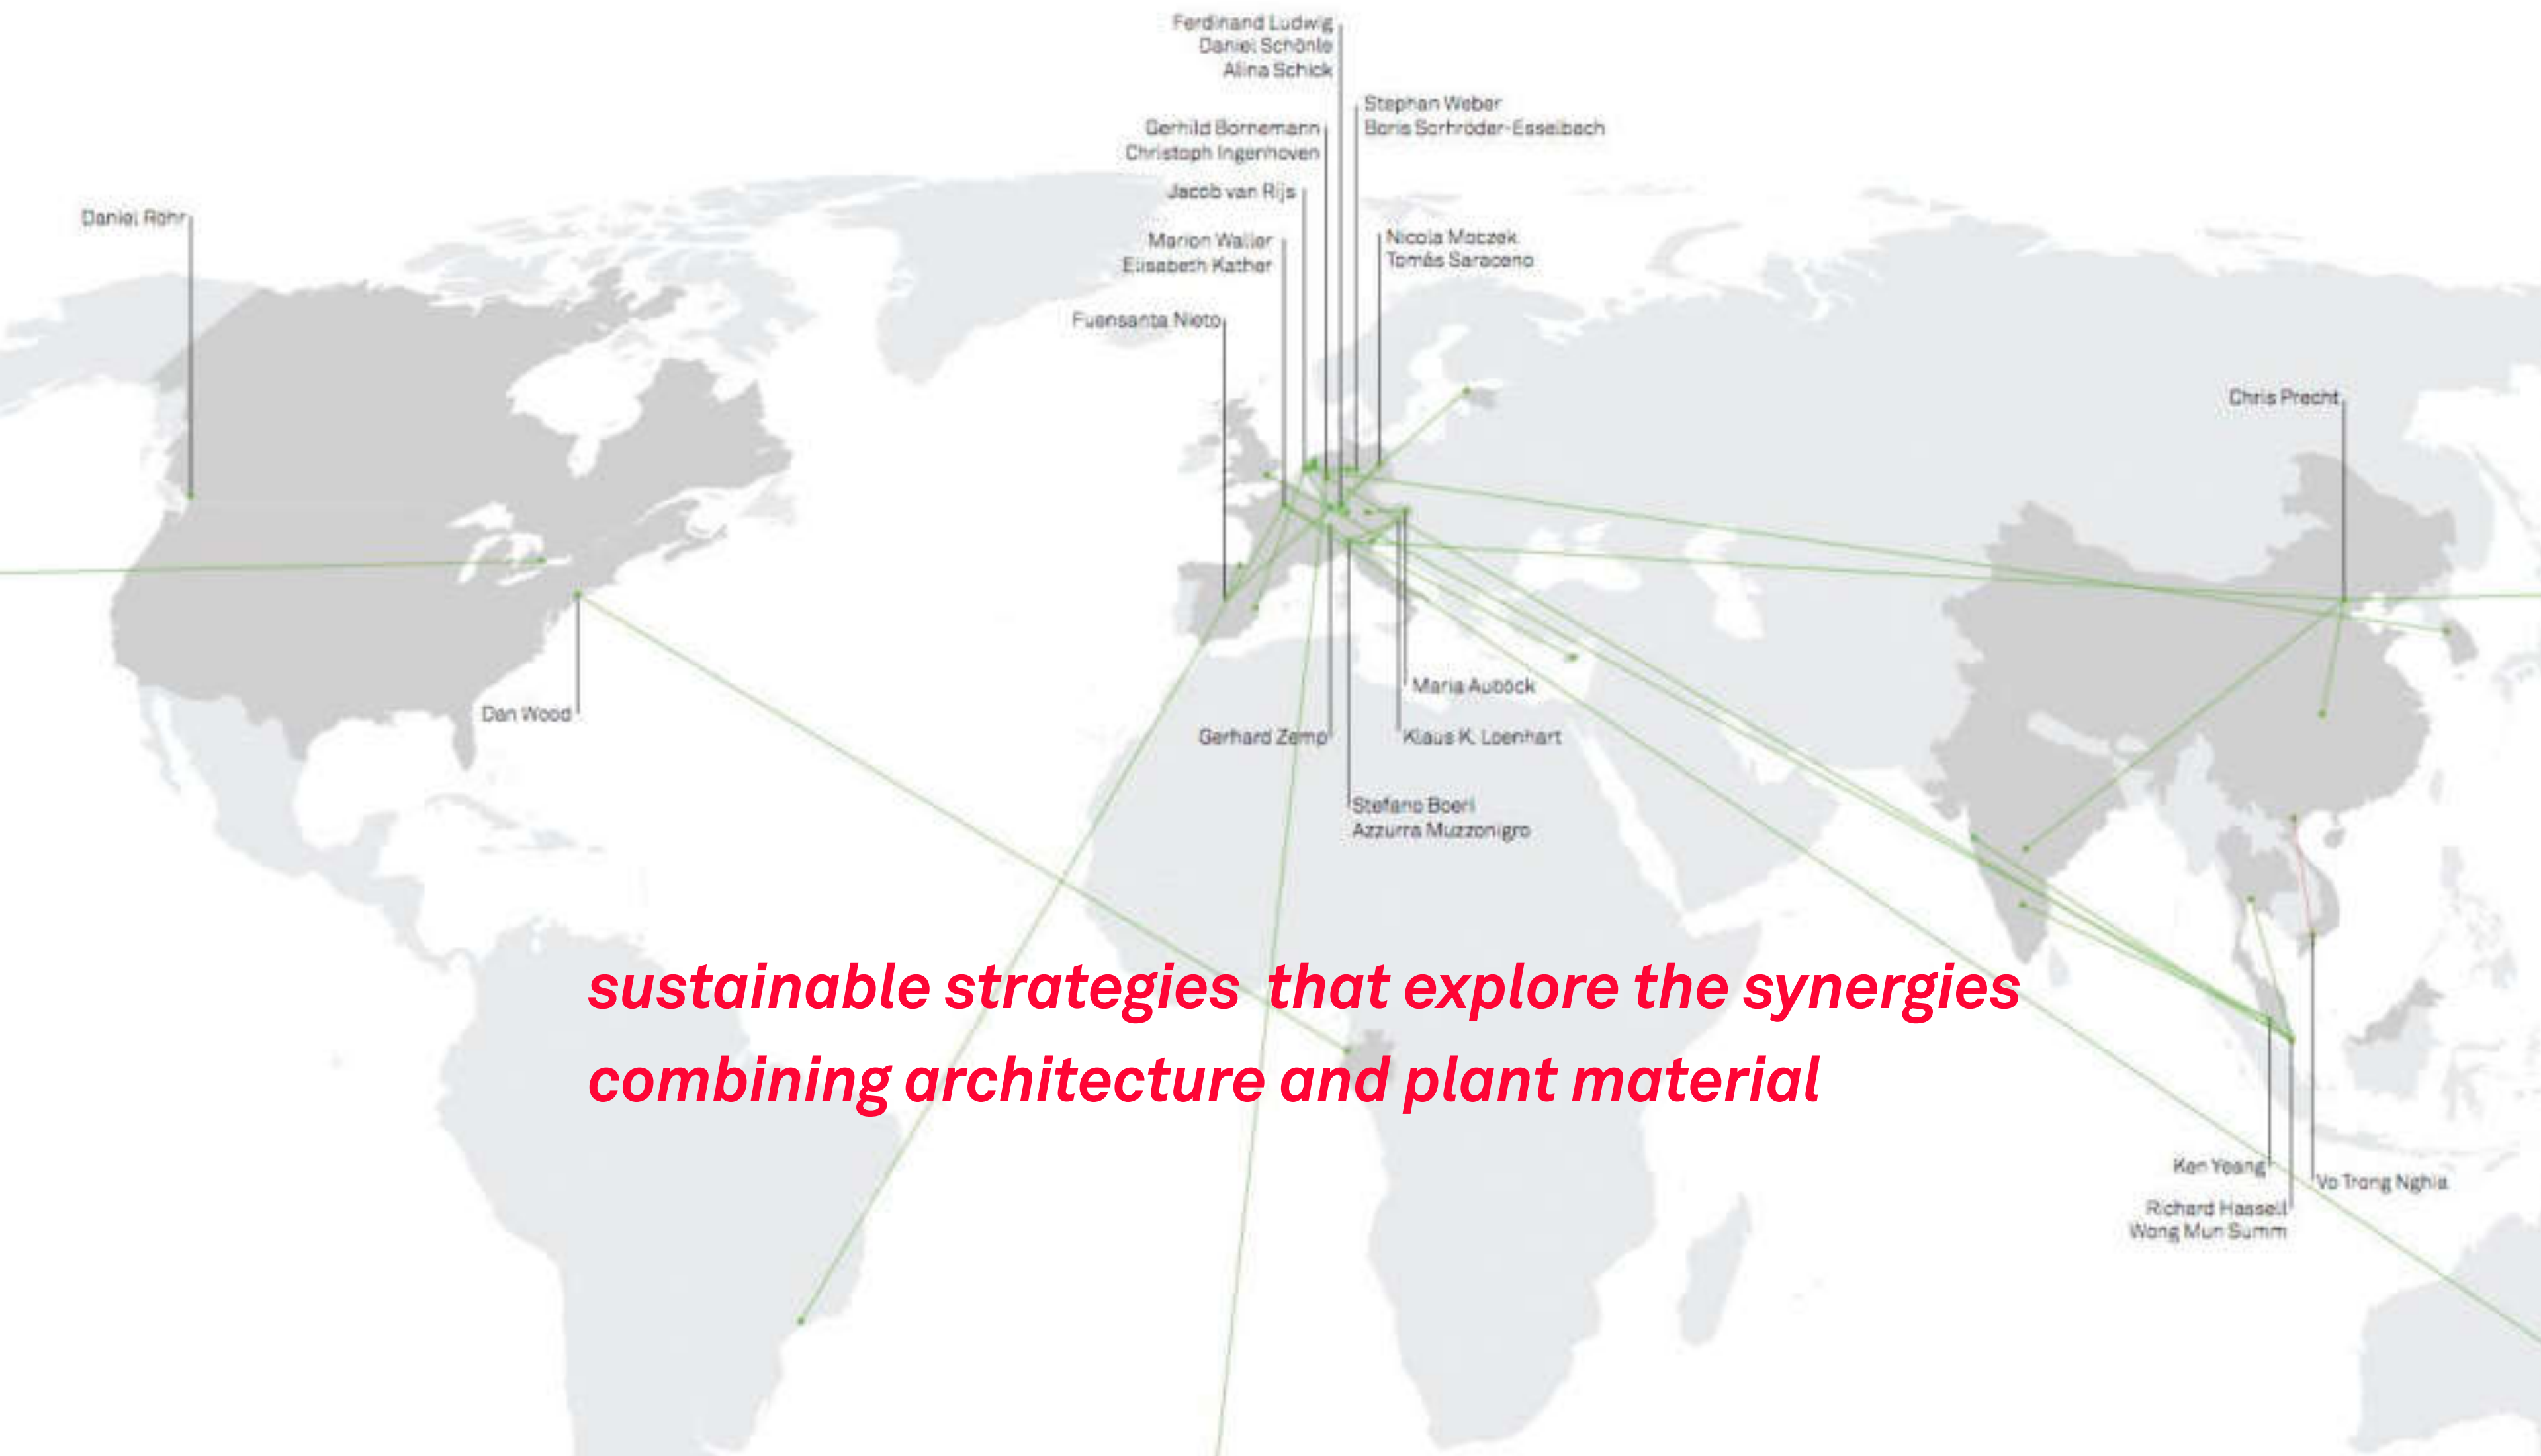 Ferdinand Ludwig
Daniel Schönle
Alina Schick
Stephan Weber
Boris Schröder-Esselbach
Gerhild Bornemann
Christoph Ingenhoven
Jacob van Rijs
Daniel Rohr
Marion Waller
Elisabeth Kather
Nicola Moczek
Tomás Saraceno
Fuensanta Nieto
Chris Precht
Maria Auböck
Dan Wood
Gerhard Zemp
Klaus K. Loenhart
Stefano Boeri
Azzurra Muzzonigro
sustainable strategies that explore the synergies
combining architecture and plant material
Ken Yeang
Vo Trong Nghia
Richard Hassell
Wong Mun Summ